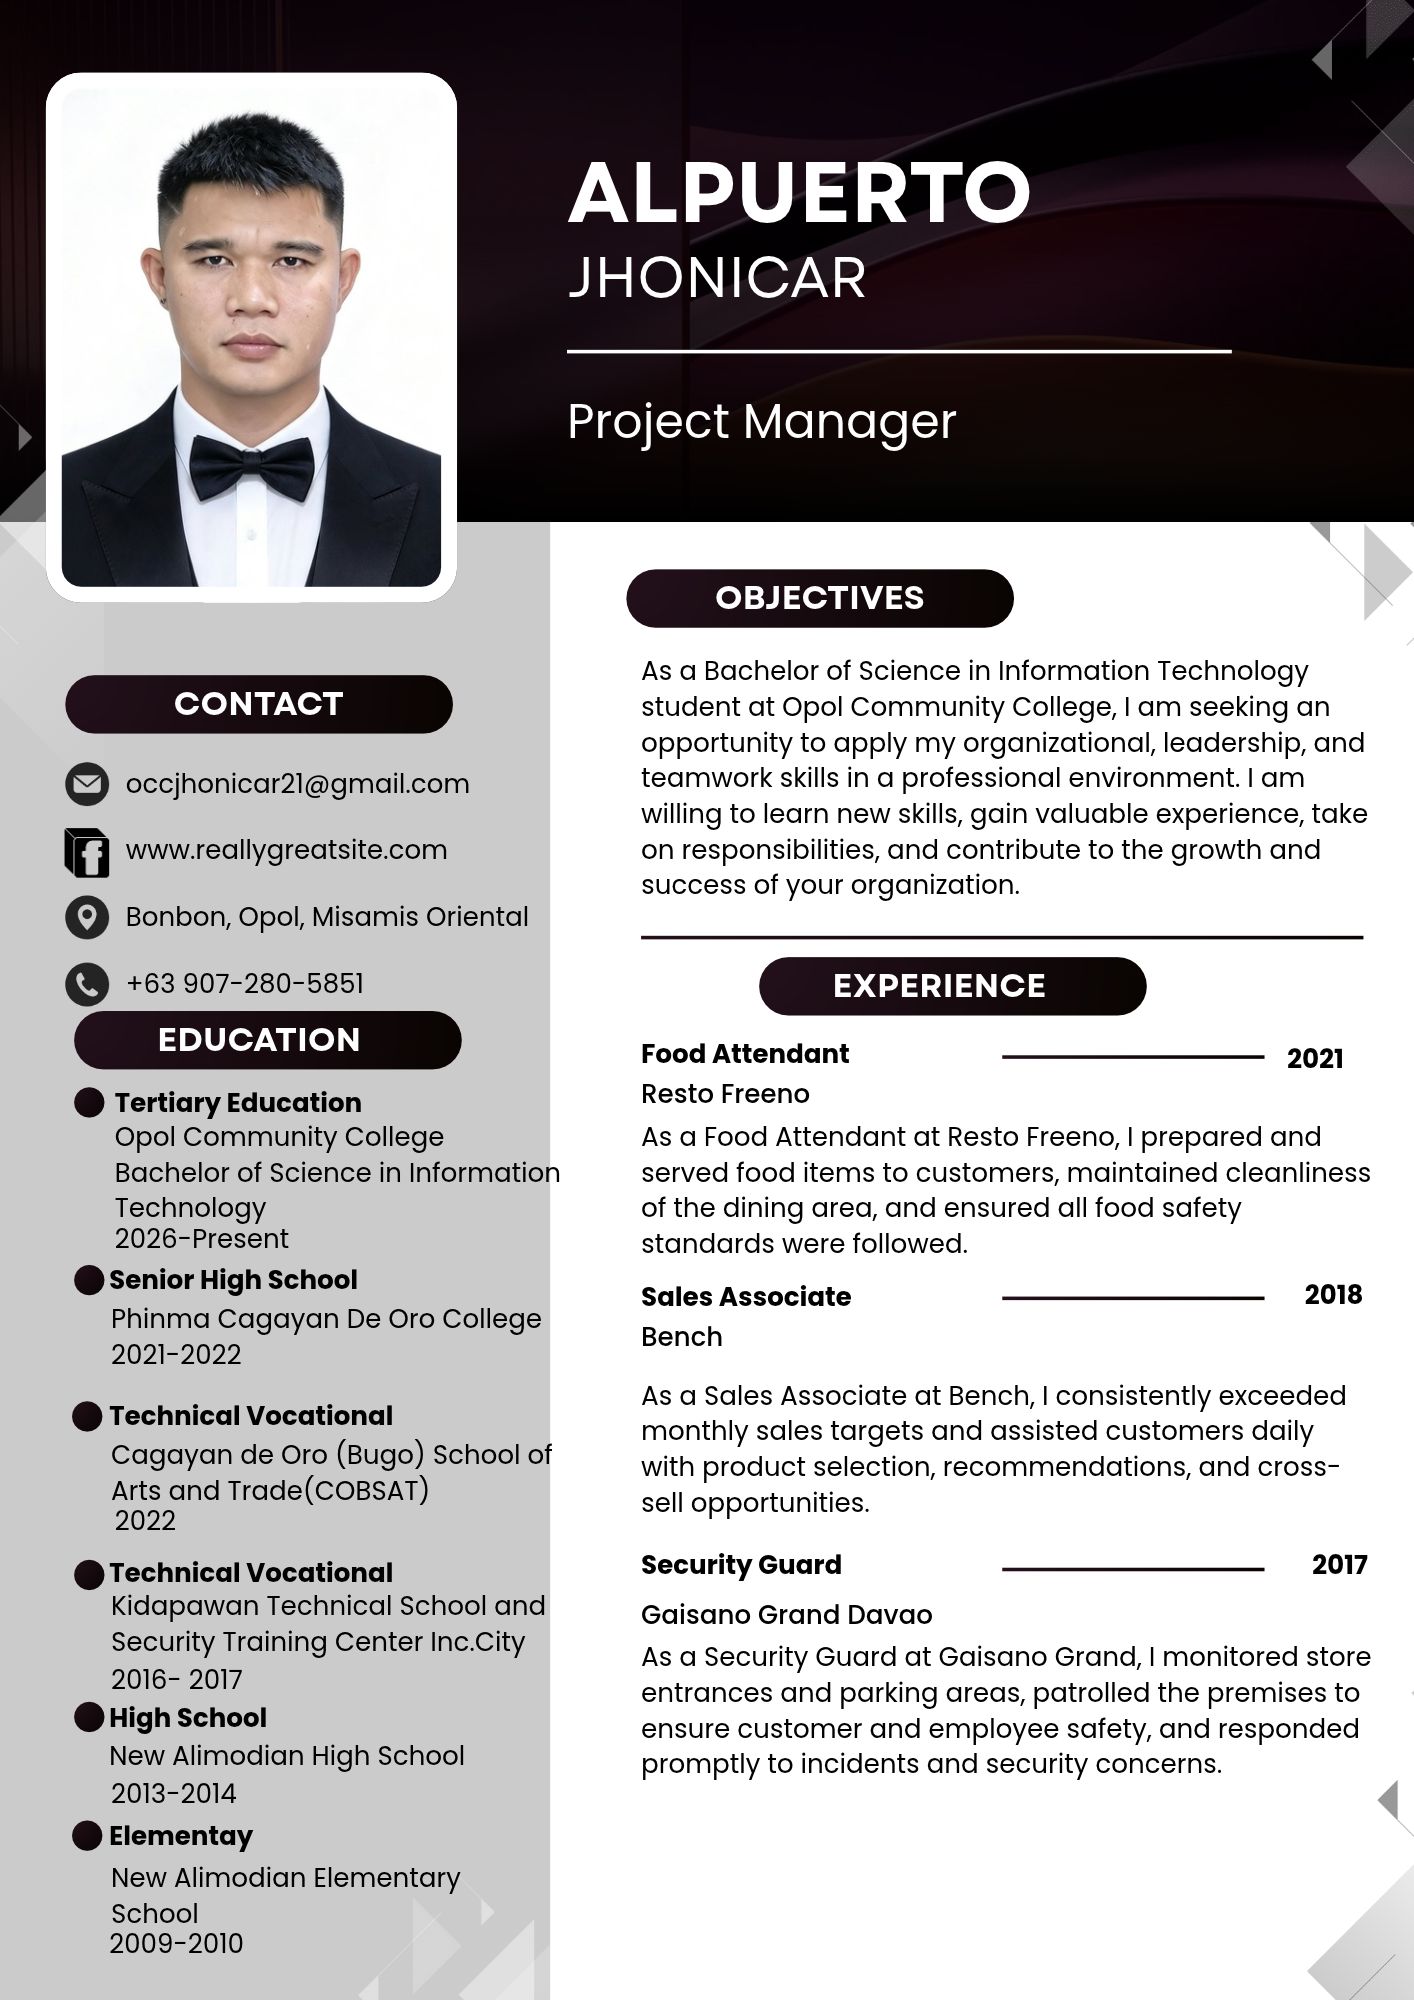 ALPUERTO
JHONICAR
Project Manager
CONTACT
occjhonicar21@gmail.com
www.reallygreatsite.com
Bonbon, Opol, Misamis Oriental
+63 907-280-5851
EDUCATION
Tertiary Education
Opol Community College
Bachelor of Science in Information
Technology
2026-Present
Senior High School
Phinma Cagayan De Oro College
2021-2022
Technical Vocational
Cagayan de Oro (Bugo) School of
Arts and Trade(COBSAT)
2022
Technical Vocational
Kidapawan Technical School and
Security Training Center Inc.City
2016- 2017
High School
New Alimodian High School
2013-2014
Elementay
New Alimodian Elementary
School
2009-2010
OBJECTIVES
As a Bachelor of Science in Information Technology
student at Opol Community College, I am seeking an
opportunity to apply my organizational, leadership, and
teamwork skills in a professional environment. I am
willing to learn new skills, gain valuable experience, take
on responsibilities, and contribute to the growth and
success of your organization.
EXPERIENCE
Food Attendant 2021
Resto Freeno
As a Food Attendant at Resto Freeno, I prepared and
served food items to customers, maintained cleanliness
of the dining area, and ensured all food safety
standards were followed.
Sales Associate 2018
Bench
As a Sales Associate at Bench, I consistently exceeded
monthly sales targets and assisted customers daily
with product selection, recommendations, and cross-
sell opportunities.
Security Guard 2017
Gaisano Grand Davao
As a Security Guard at Gaisano Grand, I monitored store
entrances and parking areas, patrolled the premises to
ensure customer and employee safety, and responded
promptly to incidents and security concerns.